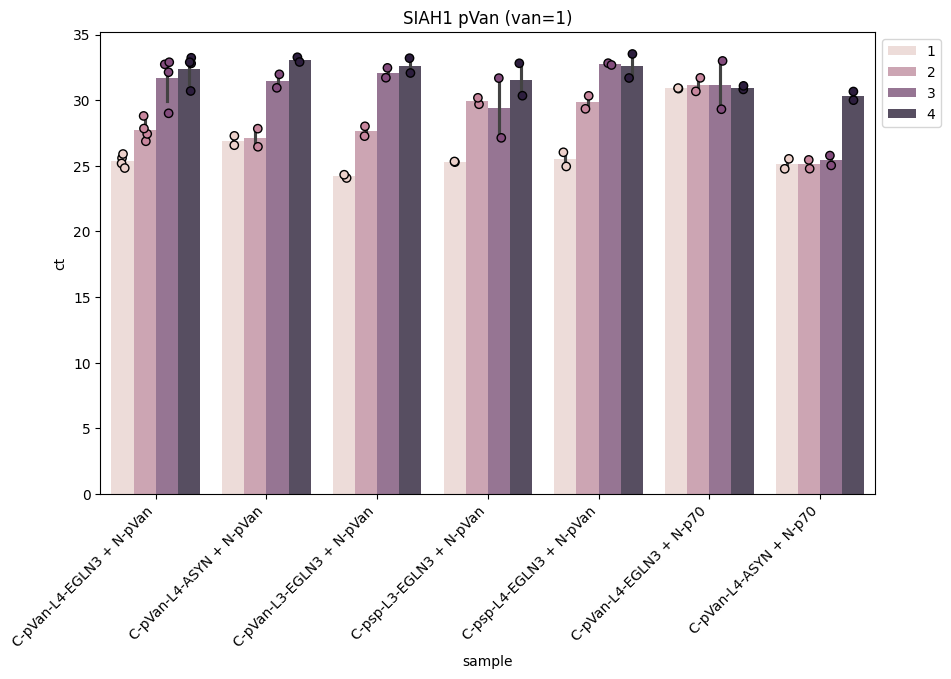 SIAH1 pVan (van=1)
35
30
25
20
15
10
5
0
ct
1
2
3
4
C-pVan-L4-EGLN3 + N-pVan
C-pVan-L4-ASYN + N-pVan
C-pVan-L3-EGLN3 + N-pVan
C-psp-L3-EGLN3 + N-pVan
C-psp-L4-EGLN3 + N-pVan
C-pVan-L4-EGLN3 + N-p70
C-pVan-L4-ASYN + N-p70
sample